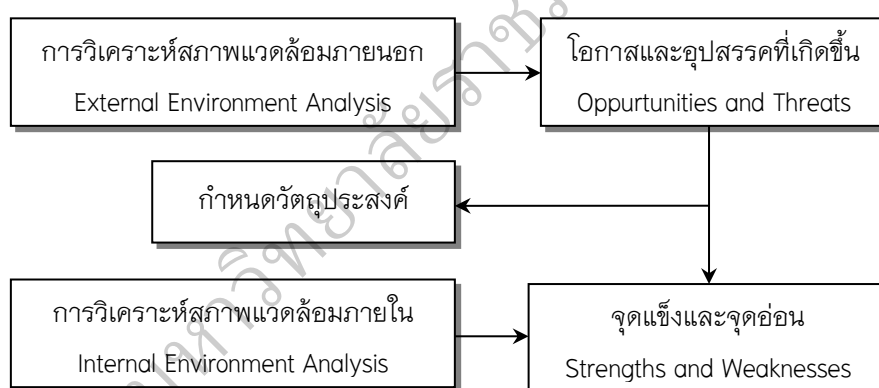 การวิเคราะห์สภาพแวดล้อมภายนอก
External Environment Analysis
โอกาสและอุปสรรคที่เกิดขึ้น
Oppurtunities and Threats
กำหนดวัตถุประสงค์
การวิเคราะห์สภาพแวดล้อมภายใน
Internal Environment Analysis
จุดแข็งและจุดอ่อน
Strengths and Weaknesses